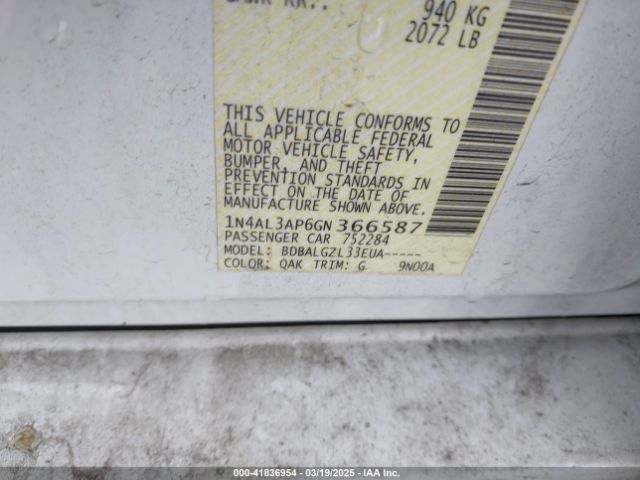 940 KG
2072 LB
THIS VEHICLE CONFORMS TO
ALL APPLICABLE FEDERAL
MOTOR VEHICLE SAFETY,
BUMPER, AND THEFT
PREVENTION STANDARDS IN
EFFECT ON THE DATE OF
MANUFACTURE SHOWN ABOVE.
1N4AL3AP6GN366587
PASSENGER CAR 752284
MODEL: BDBALGZL33EUA-----
COLOR: QAK TRIM: G 9N00A
000-41836954 - 03/19/2025 - IAA Inc.